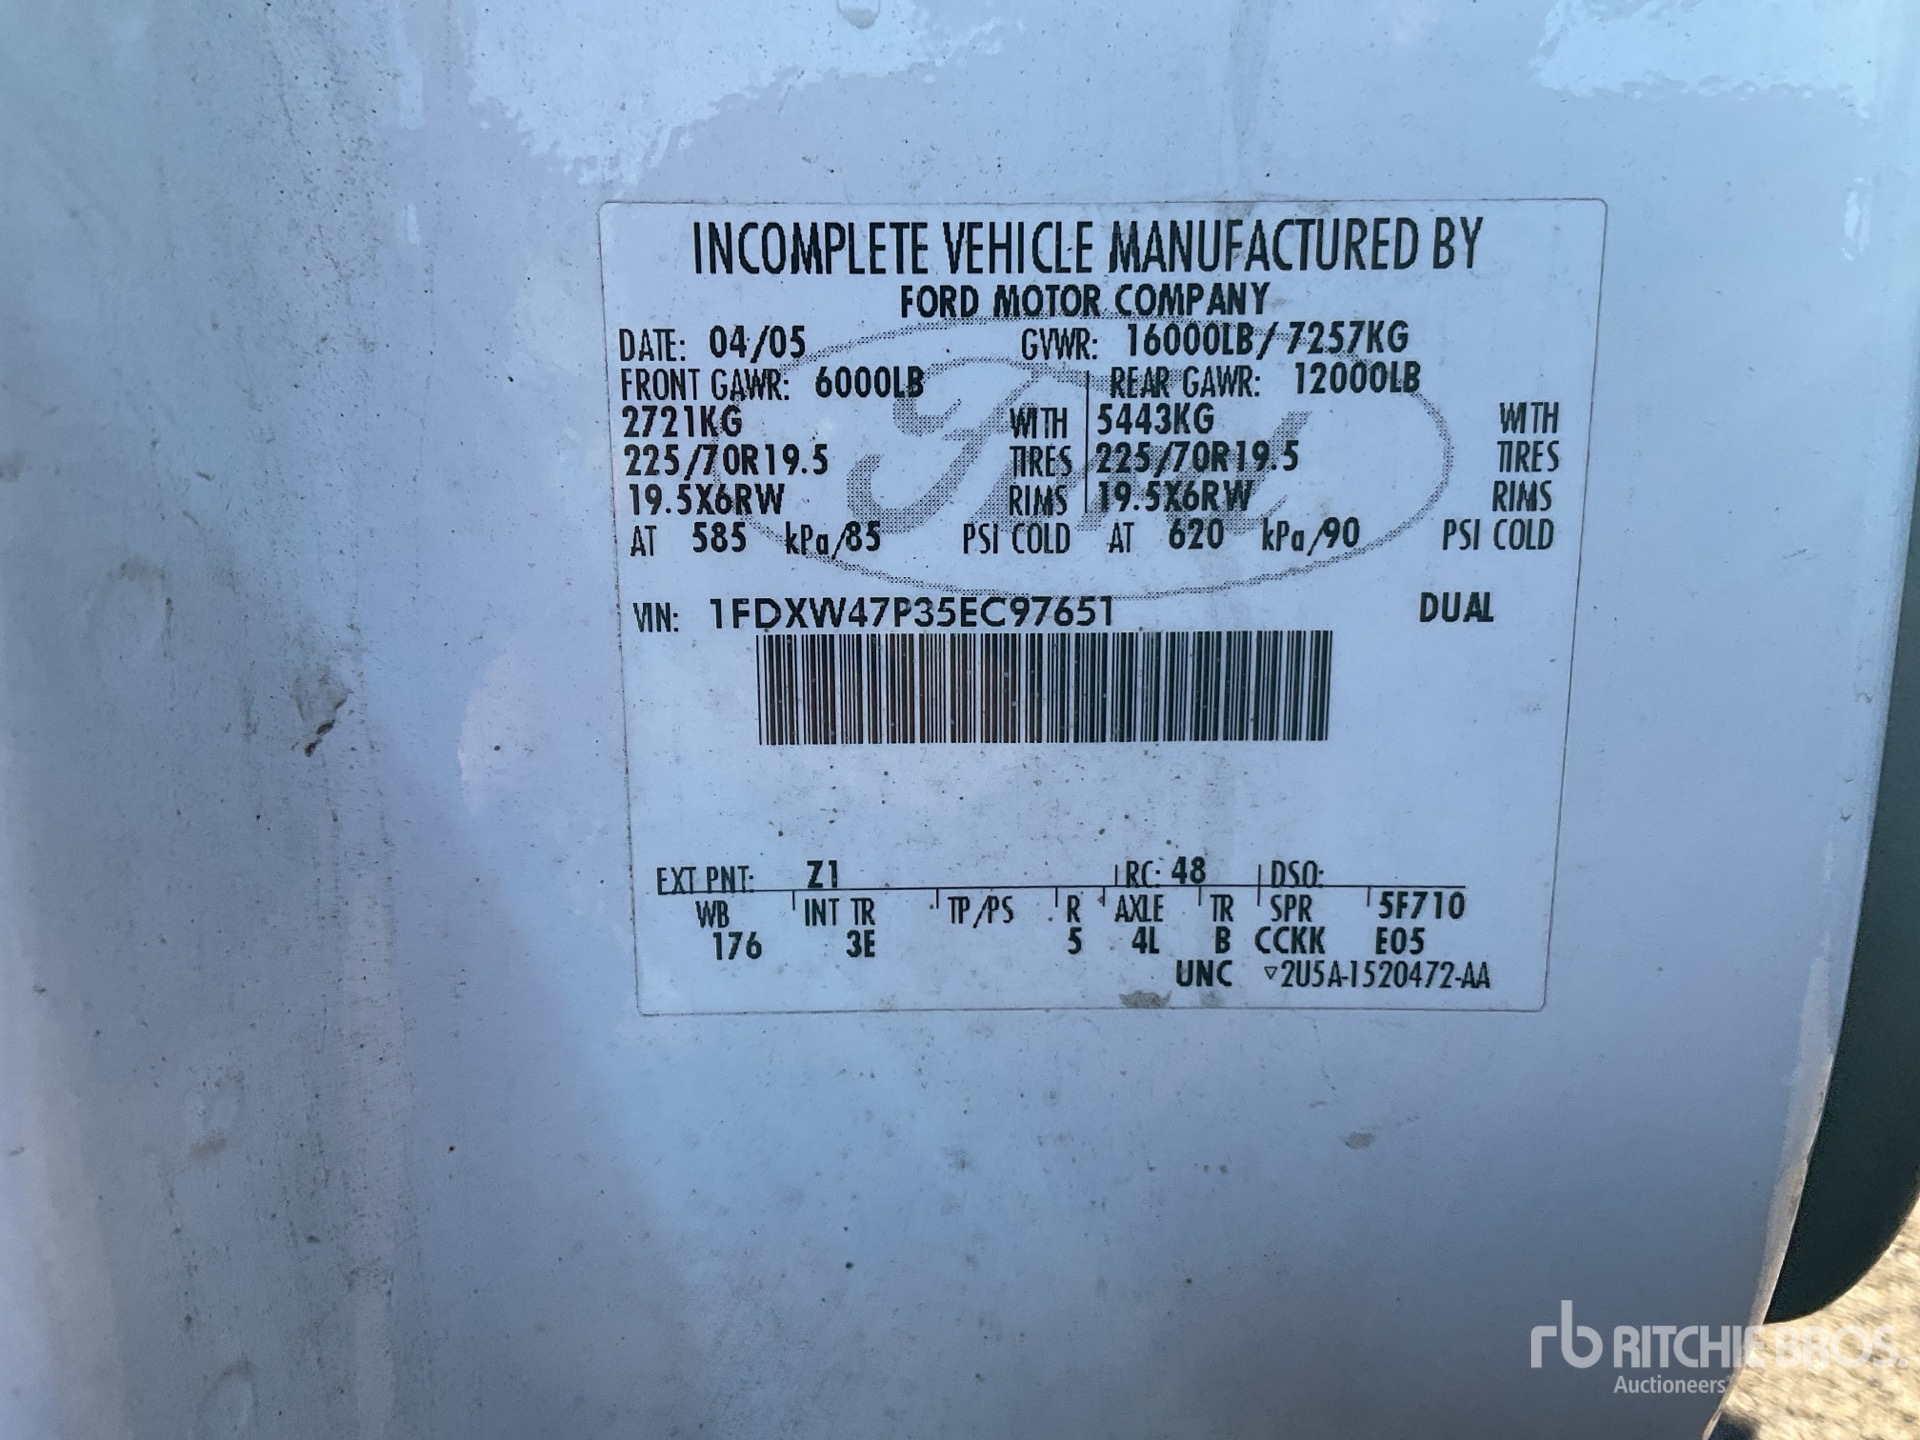 INCOMPLETE VEHICLE MANUFACTURED BY
FORD MOTOR COMPANY
DATE: 04/05 GVWR: 16000LB/7257KG
FRONT GAWR: 6000LB REAR GAWR: 12000LB
2721KG WITH 5443KG WITH
225/70R19.5 TIRES 225/70R19.5 TIRES
19.5X6RW RIMS 19.5X6RW RIMS
AT 585 kPa/85 PSI COLD AT 620 kPa/90 PSI COLD
Ford
VIN: 1FDXW47P35EC97651 DUAL
EXT PNT: Z1 RC: 48 DSO:
WB INT TR TP/PS R AXLE TR SPR 5F710
176 3E 5 4L B CCKK E05
UNC ▽2U5A-1520472-AA
rb RITCHIE BROS.
Auctioneers